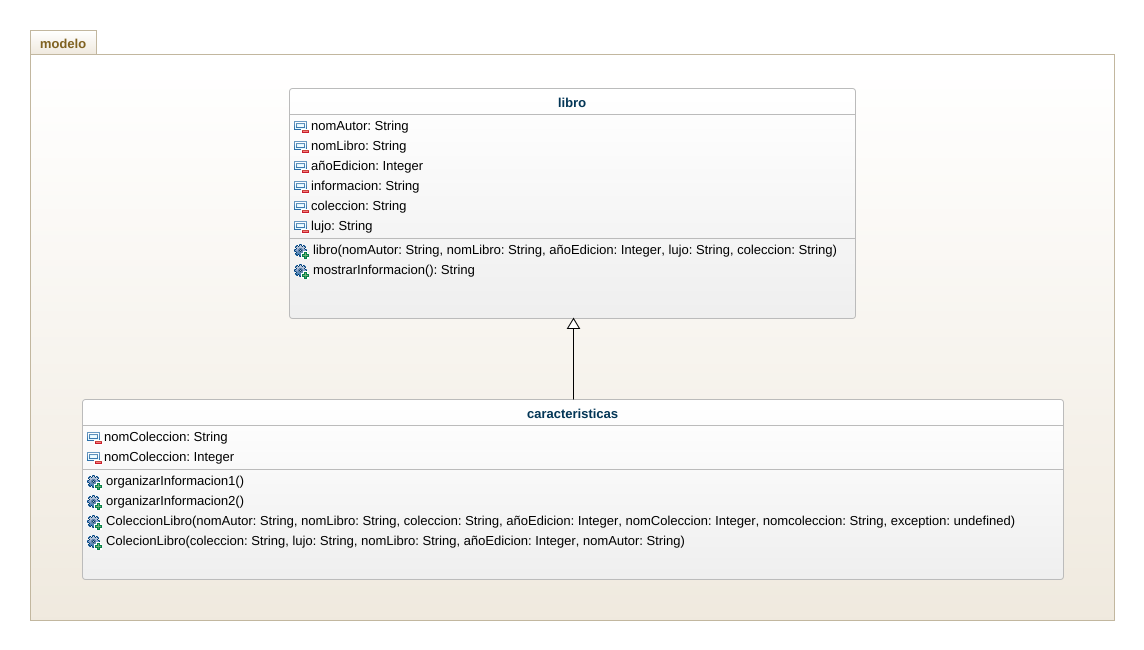 modelo
libro
nomAutor: String
nomLibro: String
añoEdicion: Integer
informacion: String
coleccion: String
lujo: String
libro(nomAutor: String, nomLibro: String, añoEdicion: Integer, lujo: String, coleccion: String)
mostrarInformacion(): String
caracteristicas
nomColeccion: String
nomColeccion: Integer
organizarInformacion1()
organizarInformacion2()
ColeccionLibro(nomAutor: String, nomLibro: String, coleccion: String, añoEdicion: Integer, nomColeccion: Integer, nomcoleccion: String, exception: undefined)
ColecionLibro(coleccion: String, lujo: String, nomLibro: String, añoEdicion: Integer, nomAutor: String)